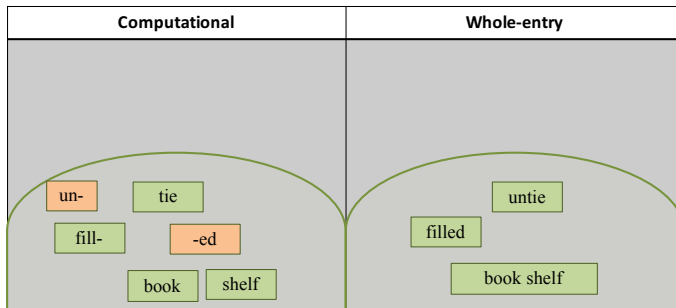 Computational
Whole-entry
un-
tie
fill-
-ed
book
shelf
untie
filled
book shelf